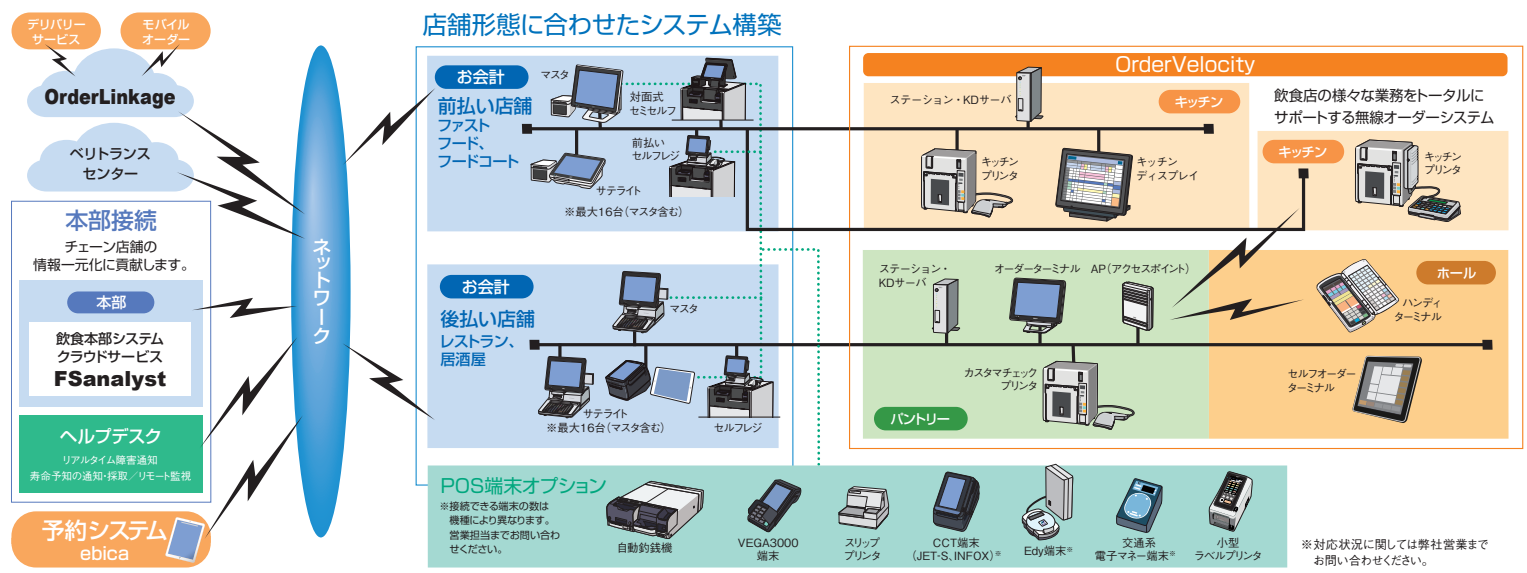 デリバリー
サービス
モバイル
オーダー
OrderLinkage
ベリトランス
センター
本部接続
チェーン店舗の
情報一元化に貢献します。
本部
飲食本部システム
クラウドサービス
FSanalyst
ヘルプデスク
リアルタイム障害通知
寿命予知の通知・採取／リモート監視
予約システム
ebica
ネットワーク
店舗形態に合わせたシステム構築
お会計
前払い店舗
ファスト
フード、
フードコート
マスタ
対面式
セミセルフ
前払い
セルフレジ
サテライト
※最大16台（マスタ含む）
お会計
後払い店舗
レストラン、
居酒屋
マスタ
サテライト
※最大16台（マスタ含む）
セルフレジ
OrderVelocity
ステーション・KDサーバ
キッチン
キッチン
プリンタ
キッチン
ディスプレイ
飲食店の様々な業務をトータルに
サポートする無線オーダーシステム
キッチン
キッチン
プリンタ
ステーション・
KDサーバ
オーダーターミナル
AP（アクセスポイント）
カスタマチェック
プリンタ
パントリー
ホール
ハンディ
ターミナル
セルフオーダー
ターミナル
POS端末オプション
※接続できる端末の数は
機種により異なります。
営業担当までお問い合わ
せください。
自動釣銭機
VEGA3000
端末
スリップ
プリンタ
CCT端末
（JET-S、INFOX）※
Edy端末※
交通系
電子マネー端末※
小型
ラベルプリンタ
※対応状況に関しては弊社営業まで
お問い合わせください。